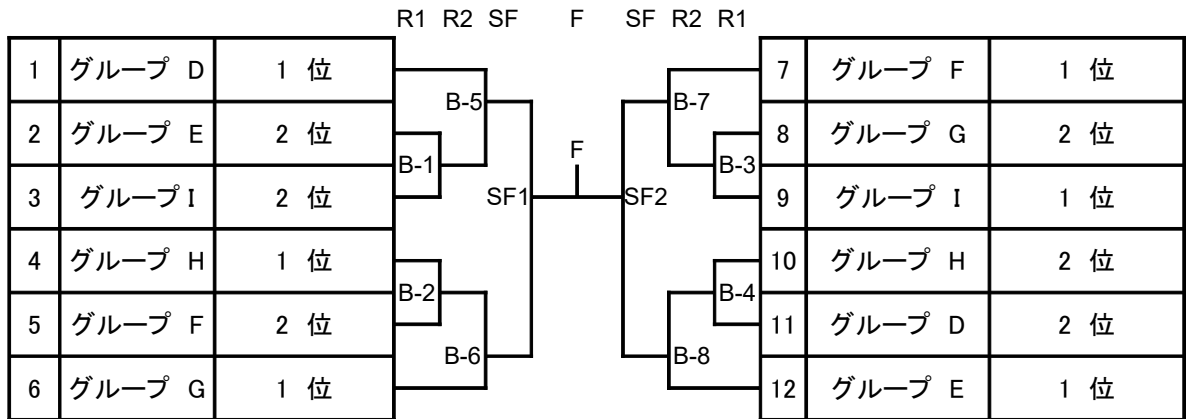 R1 R2 SF F SF R2 R1
1 グループ D 1 位 7 グループ F 1 位
B-5 B-7
2 グループ E 2 位 8 グループ G 2 位
F
B-1 B-3
3 グループ I 2 位 SF1 SF2 9 グループ I 1 位
4 グループ H 1 位 10 グループ H 2 位
B-2 B-4
5 グループ F 2 位 11 グループ D 2 位
B-6 B-8
6 グループ G 1 位 12 グループ E 1 位